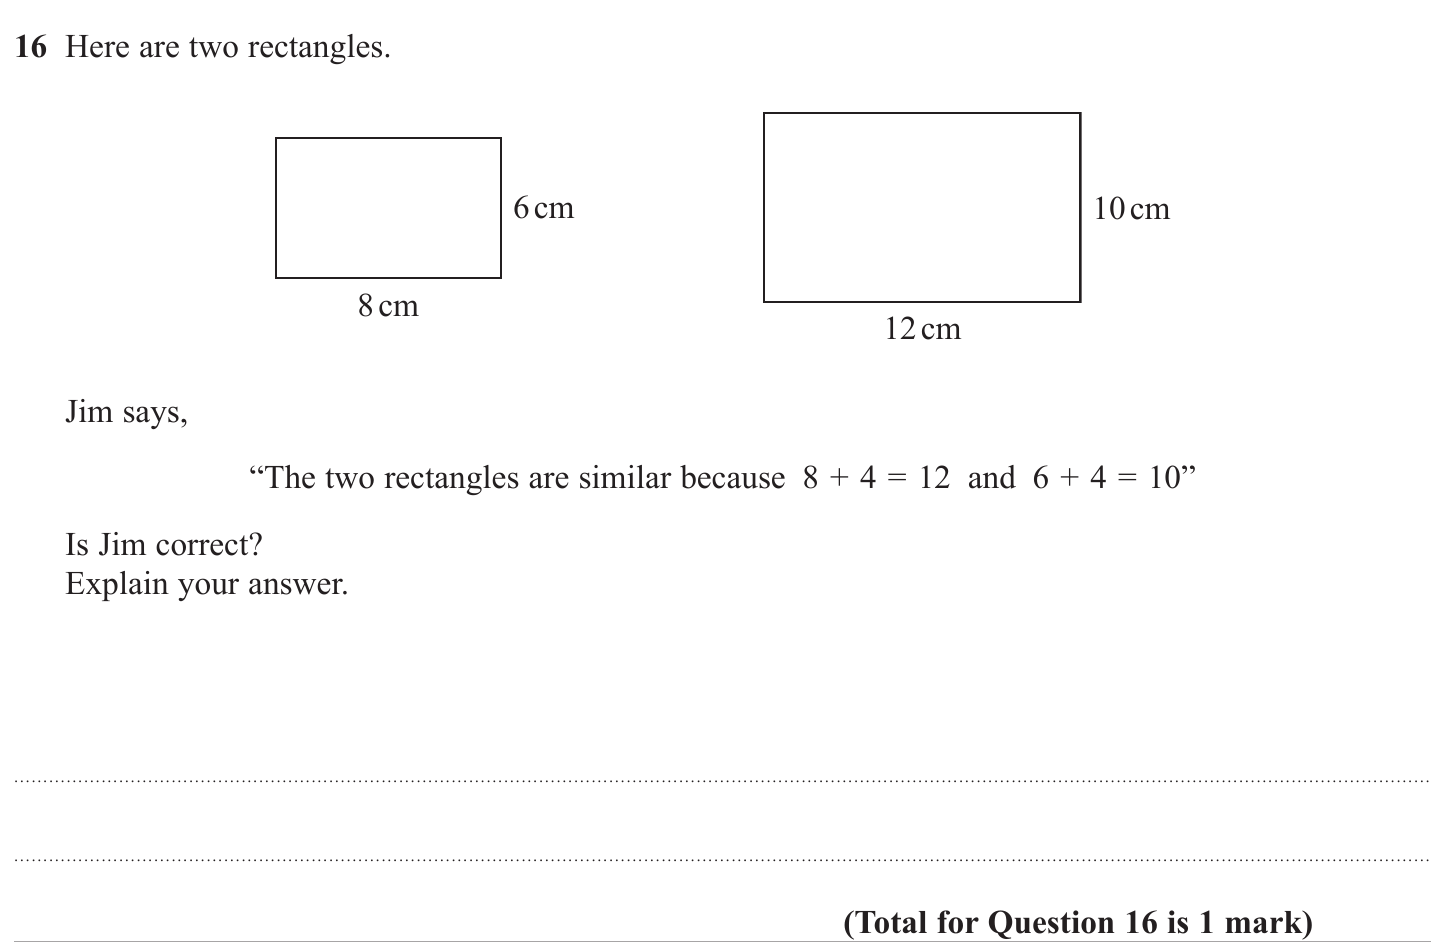 16 Here are two rectangles.
6 cm
10 cm
8 cm
12 cm
Jim says,
“The two rectangles are similar because 8 + 4 = 12 and 6 + 4 = 10”
Is Jim correct?
Explain your answer.
(Total for Question 16 is 1 mark)